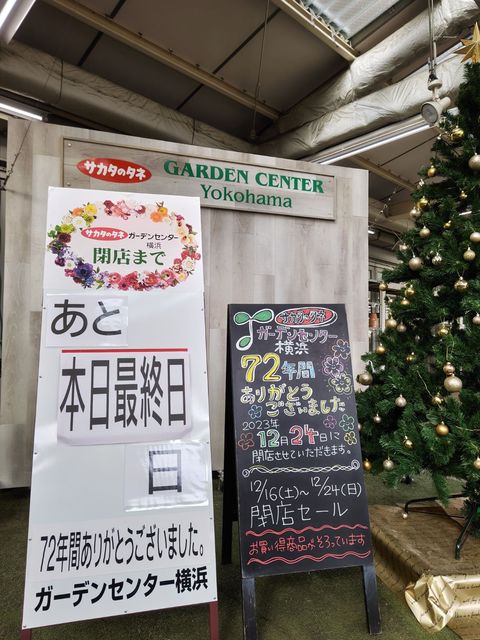 サカタのタネ
GARDEN CENTER
Yokohama
サカタのタネ ガーデンセンター
横浜
閉店まで
あと
本日最終日
日
72年間ありがとうございました。
ガーデンセンター横浜
サカタのタネ
ガーデンセンター
横浜
72年間
ありがとう
ございました
2023年
12月24日に
閉店させていただきます。
12/16(土)~12/24(日)
閉店セール
お買い得商品がそろっています